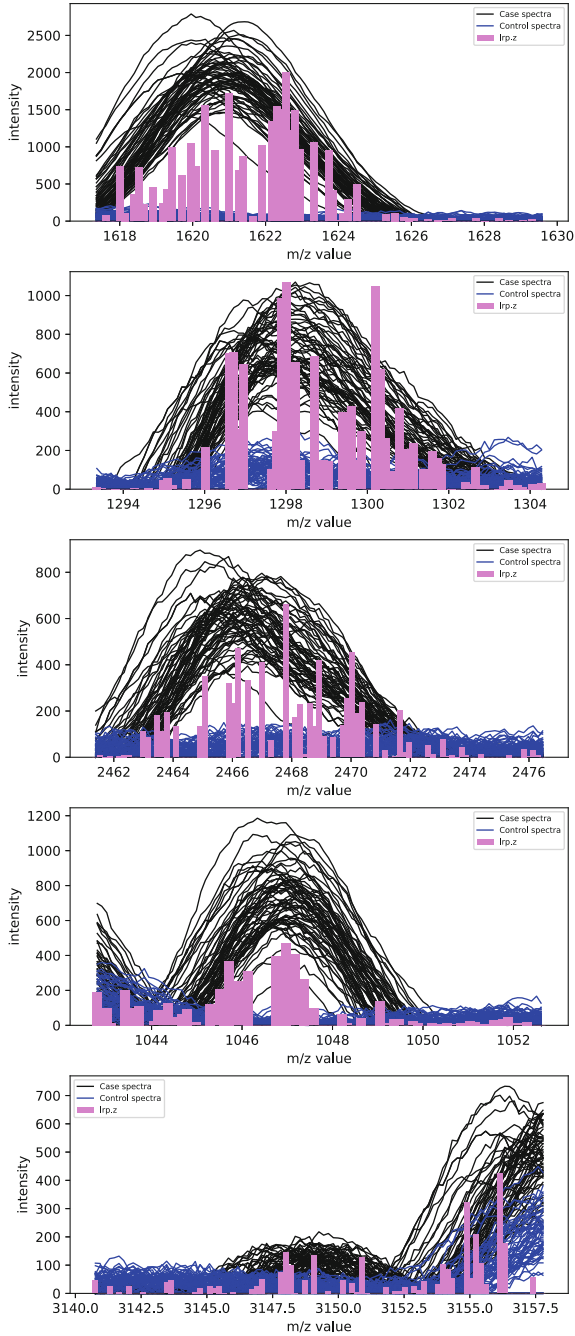 2500
2000
1500
1000
500
0
intensity
Case spectra
Control spectra
lrp.z
1618 1620 1622 1624 1626 1628 1630
m/z value
1000
800
600
400
200
0
intensity
Case spectra
Control spectra
lrp.z
1294 1296 1298 1300 1302 1304
m/z value
800
600
400
200
0
intensity
Case spectra
Control spectra
lrp.z
2462 2464 2466 2468 2470 2472 2474 2476
m/z value
1200
1000
800
600
400
200
0
intensity
Case spectra
Control spectra
lrp.z
1044 1046 1048 1050 1052
m/z value
700
600
500
400
300
200
100
0
intensity
Case spectra
Control spectra
lrp.z
3140.0 3142.5 3145.0 3147.5 3150.0 3152.5 3155.0 3157.5
m/z value